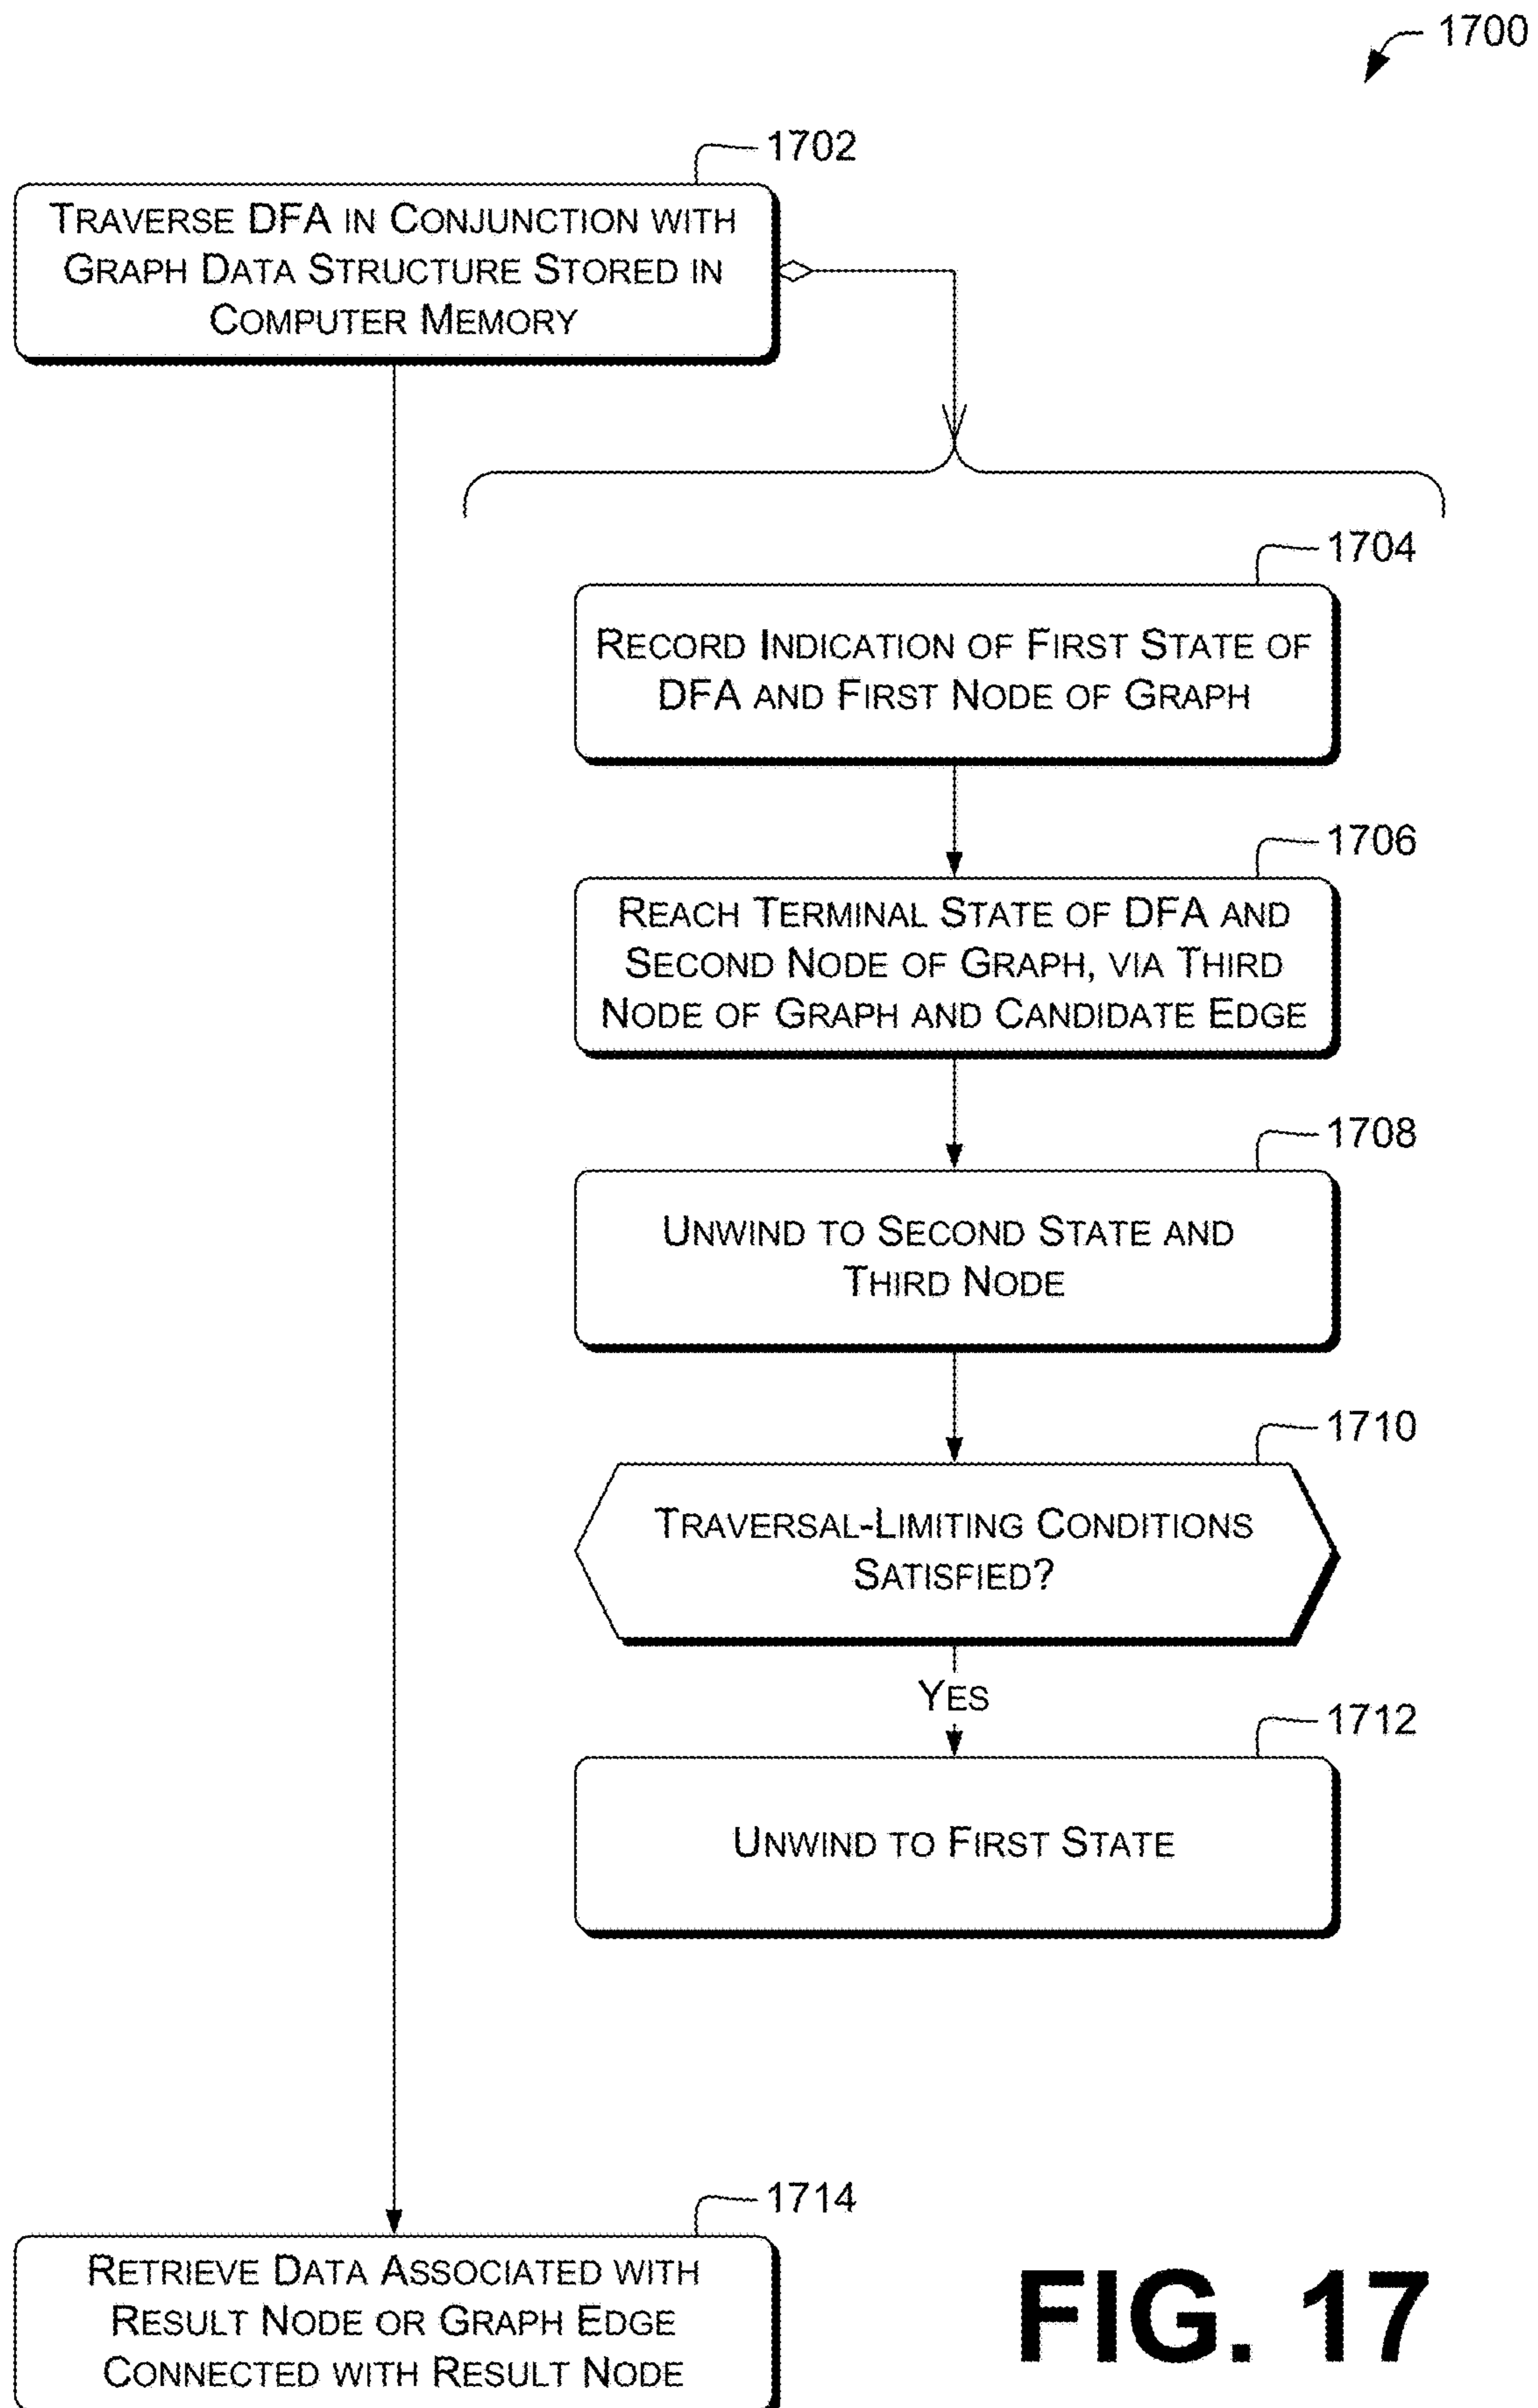 1700
1702
TRAVERSE DFA IN CONJUNCTION WITH
GRAPH DATA STRUCTURE STORED IN
COMPUTER MEMORY
1704
RECORD INDICATION OF FIRST STATE OF
DFA AND FIRST NODE OF GRAPH
1706
REACH TERMINAL STATE OF DFA AND
SECOND NODE OF GRAPH, VIA THIRD
NODE OF GRAPH AND CANDIDATE EDGE
1708
UNWIND TO SECOND STATE AND
THIRD NODE
1710
TRAVERSAL-LIMITING CONDITIONS
SATISFIED?
YES
1712
UNWIND TO FIRST STATE
1714
RETRIEVE DATA ASSOCIATED WITH
RESULT NODE OR GRAPH EDGE
CONNECTED WITH RESULT NODE
FIG. 17